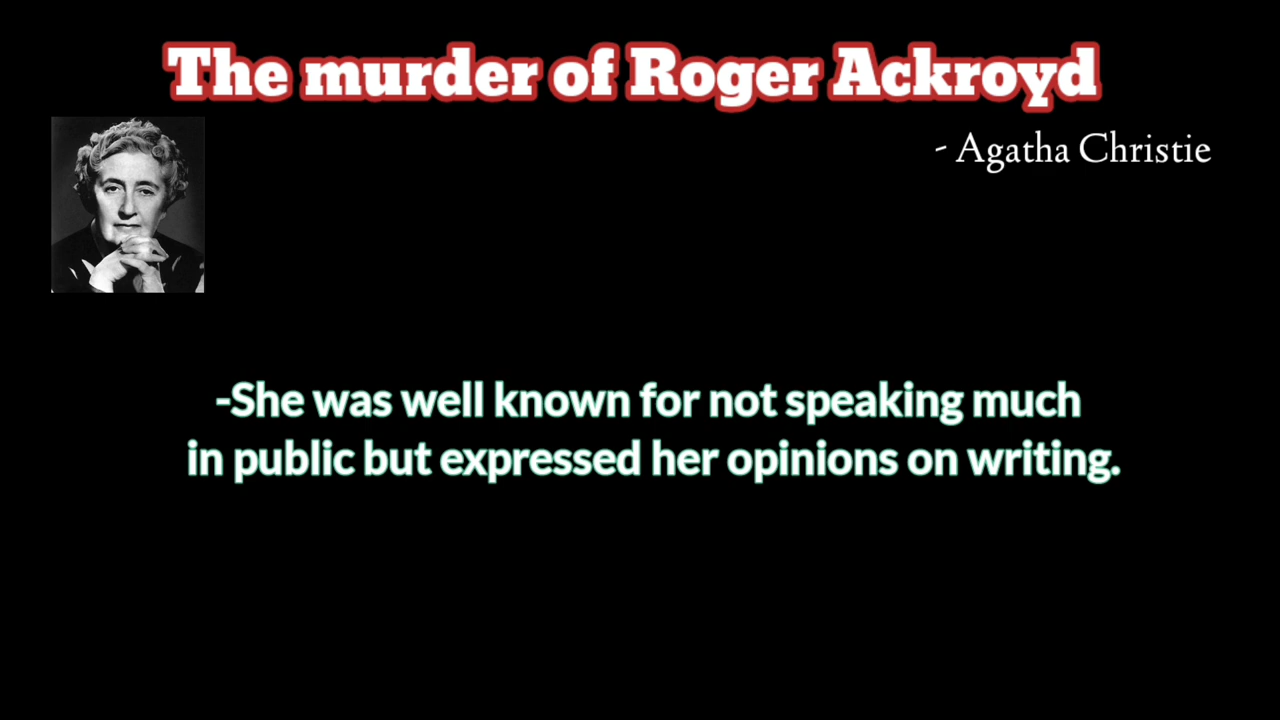 The murder of Roger Ackroyd
- Agatha Christie
-She was well known for not speaking much
in public but expressed her opinions on writing.